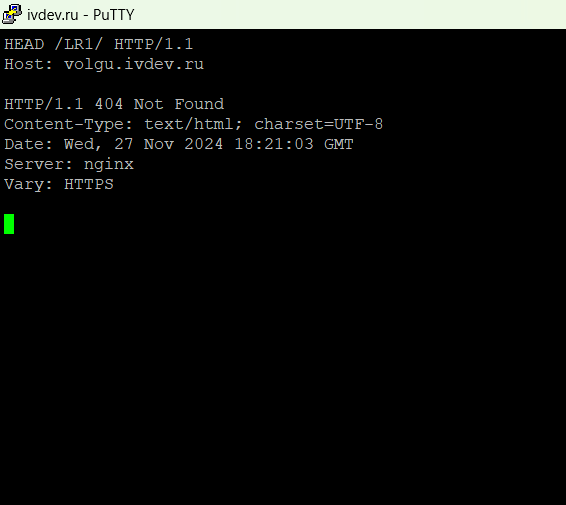 ivdev.ru - PuTTY
HEAD /LR1/ HTTP/1.1
Host: volgu.ivdev.ru
HTTP/1.1 404 Not Found
Content-Type: text/html; charset=UTF-8
Date: Wed, 27 Nov 2024 18:21:03 GMT
Server: nginx
Vary: HTTPS